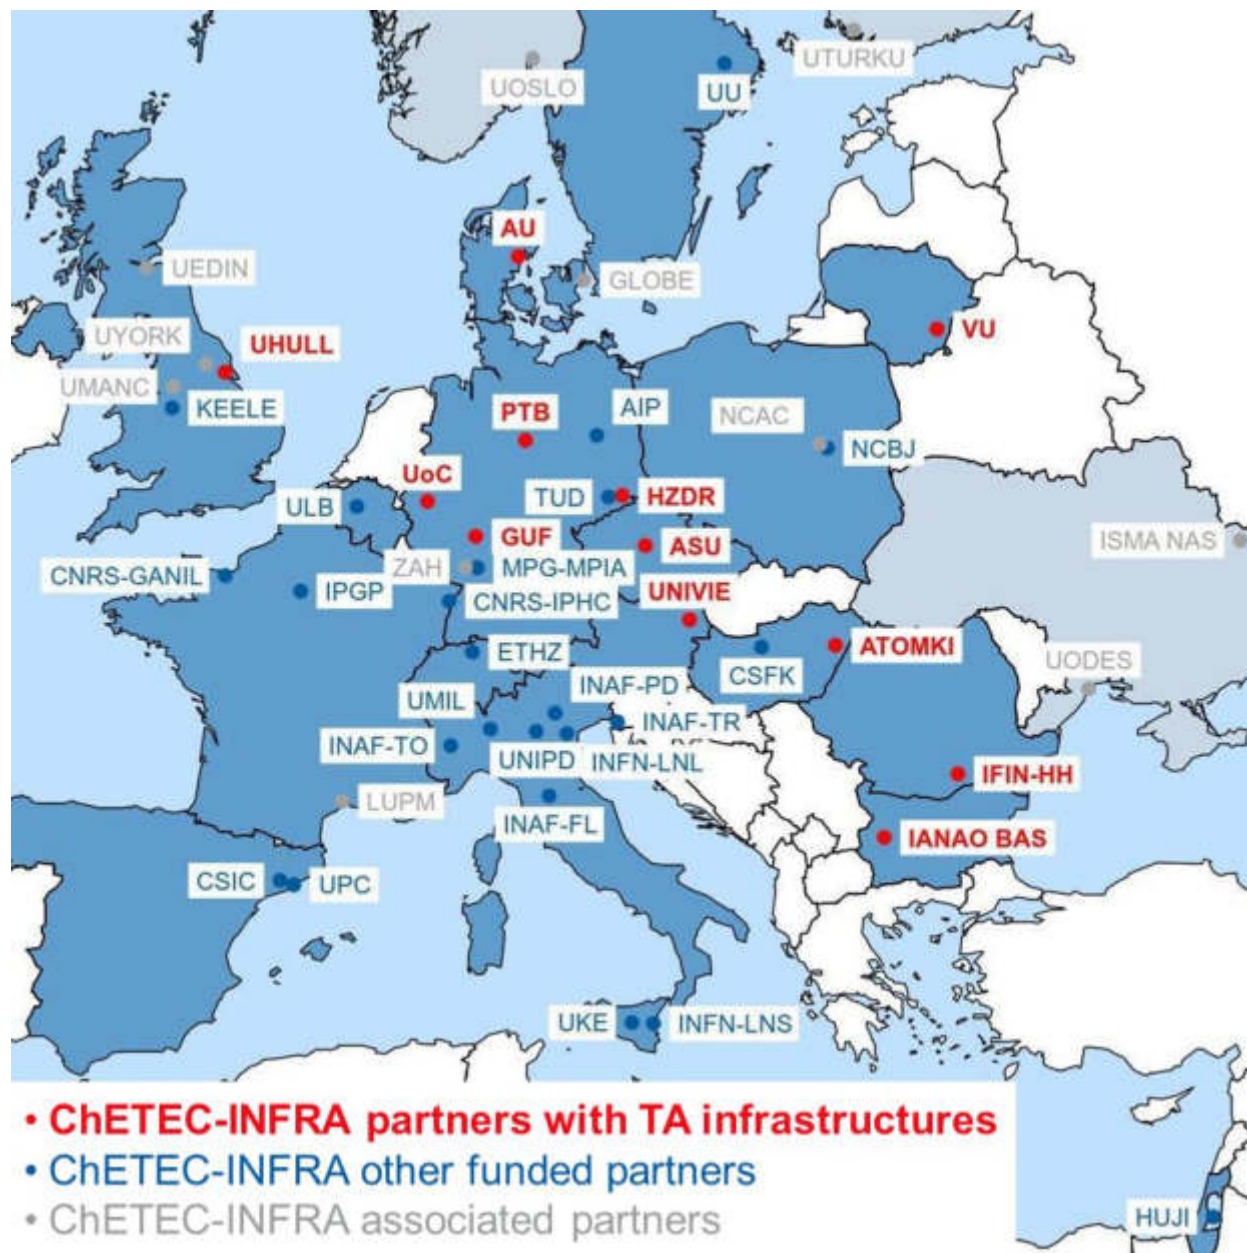 UTURKU
UOSLO
UU
AU
UEDIN
GLOBE
VU
UYORK
UHULL
UMANC
KEELE
PTB
AIP
NCAC
NCBJ
UoC
ULB
TUD
HZDR
GUF
ASU
ISMA NAS
ZAH
MPG-MPIA
CNRS-GANIL
IPGP
CNRS-IPHC
UNIVIE
ETHZ
ATOMKI
CSFK
UODES
INAF-PD
UMIL
INAF-TR
INAF-TO
UNIPD
INFN-LNL
IFIN-HH
LUPM
INAF-FL
IANAO BAS
CSIC
UPC
UKE
INFN-LNS
• ChETEC-INFRA partners with TA infrastructures
• ChETEC-INFRA other funded partners
• ChETEC-INFRA associated partners
HUJI